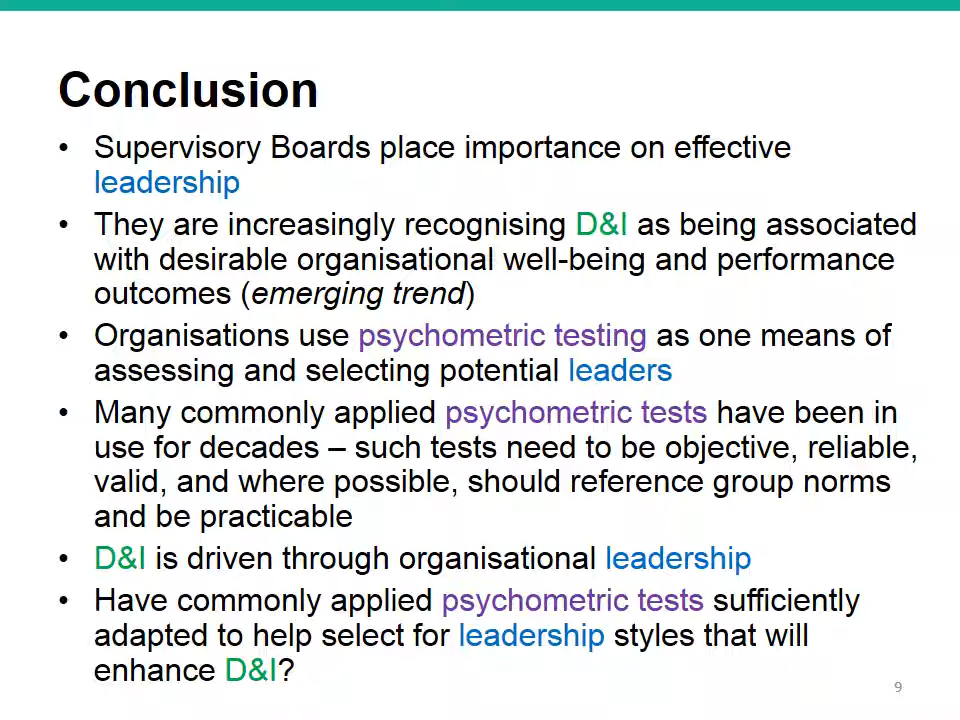 Conclusion
• Supervisory Boards place importance on effective
leadership
• They are increasingly recognising D&I as being associated
with desirable organisational well-being and performance
outcomes (emerging trend)
• Organisations use psychometric testing as one means of
assessing and selecting potential leaders
• Many commonly applied psychometric tests have been in
use for decades – such tests need to be objective, reliable,
valid, and where possible, should reference group norms
and be practicable
• D&I is driven through organisational leadership
• Have commonly applied psychometric tests sufficiently
adapted to help select for leadership styles that will
enhance D&I?
9